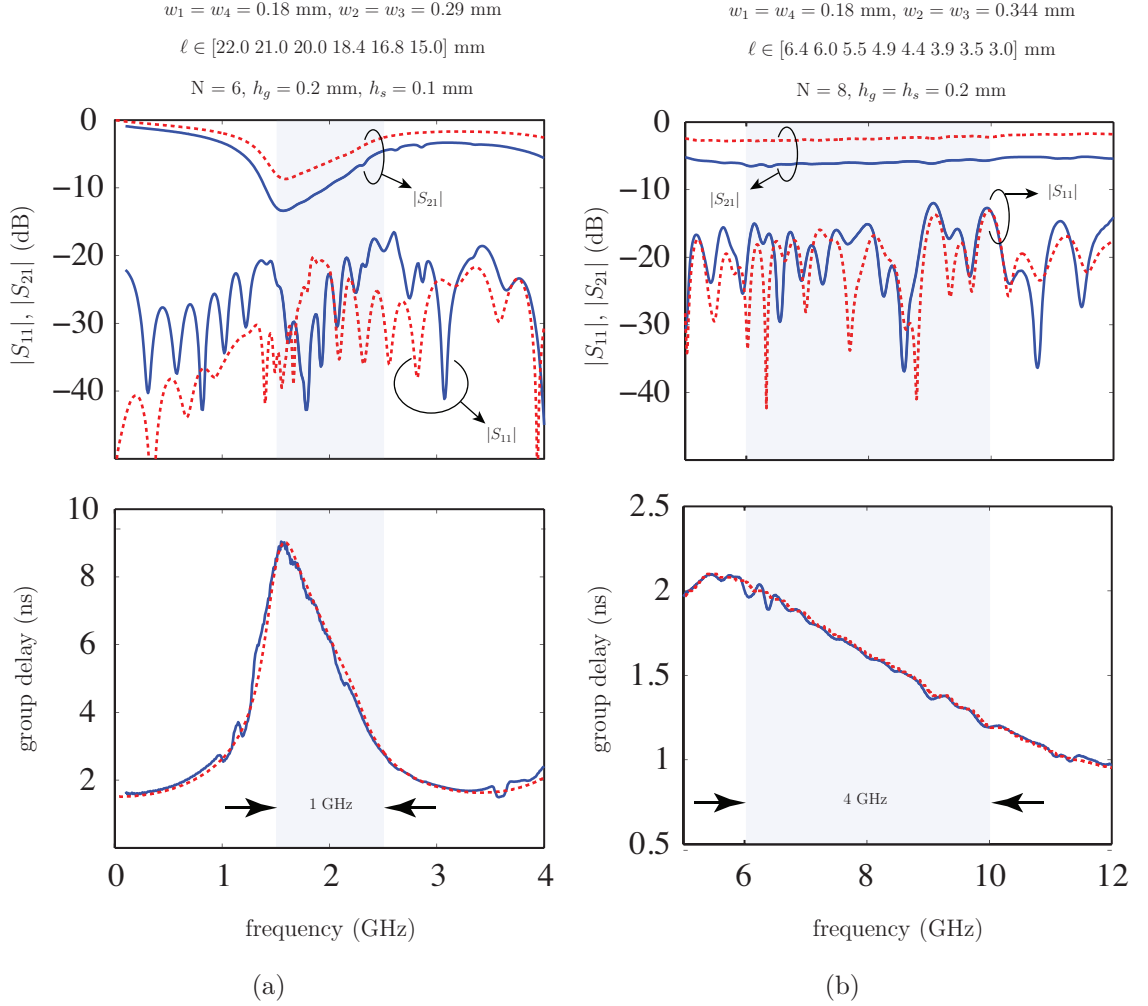 w₁ = w₄ = 0.18 mm, w₂ = w₃ = 0.29 mm
ℓ ∈ [22.0 21.0 20.0 18.4 16.8 15.0] mm
N = 6, h_g = 0.2 mm, h_s = 0.1 mm
0
−10
−20
−30
−40
|S₁₁|, |S₂₁| (dB)
|S₂₁|
|S₁₁|
10
8
6
4
2
group delay (ns)
1 GHz
0
1
2
3
4
frequency (GHz)
(a)
w₁ = w₄ = 0.18 mm, w₂ = w₃ = 0.344 mm
ℓ ∈ [6.4 6.0 5.5 4.9 4.4 3.9 3.5 3.0] mm
N = 8, h_g = h_s = 0.2 mm
0
−10
−20
−30
−40
|S₁₁|, |S₂₁| (dB)
|S₂₁|
|S₁₁|
2.5
2
1.5
1
0.5
group delay (ns)
4 GHz
6
8
10
12
frequency (GHz)
(b)